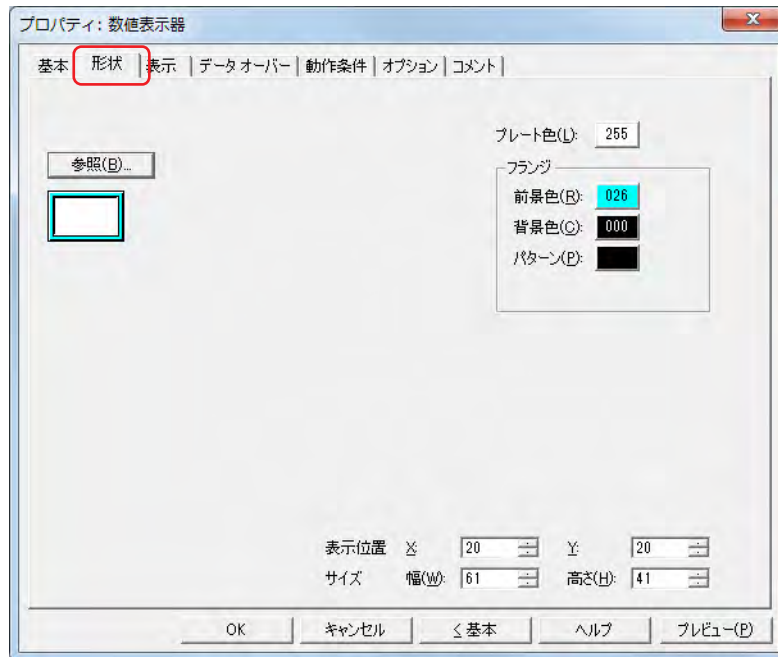 プロパティ: 数値表示器
x
基本 形状 表示 データ オーバー 動作条件 オプション コメント
プレート色(L): 255
参照(B)...
フランジ
前景色(R): 026
背景色(C): 000
パターン(P):
表示位置 X: 20 Y: 20
サイズ 幅(W): 61 高さ(H): 41
OK キャンセル < 基本 ヘルプ プレビュー(P)